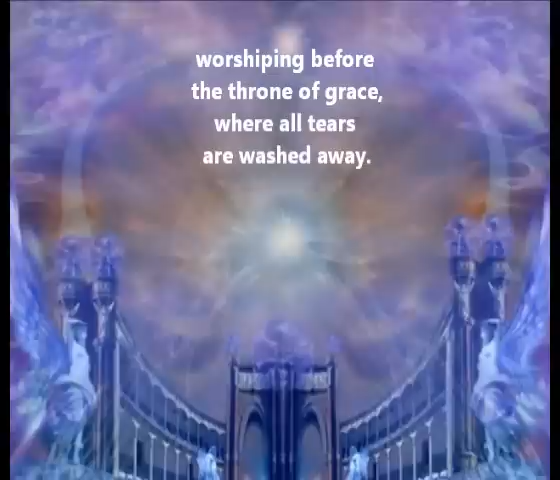 worshiping before
the throne of grace,
where all tears
are washed away.